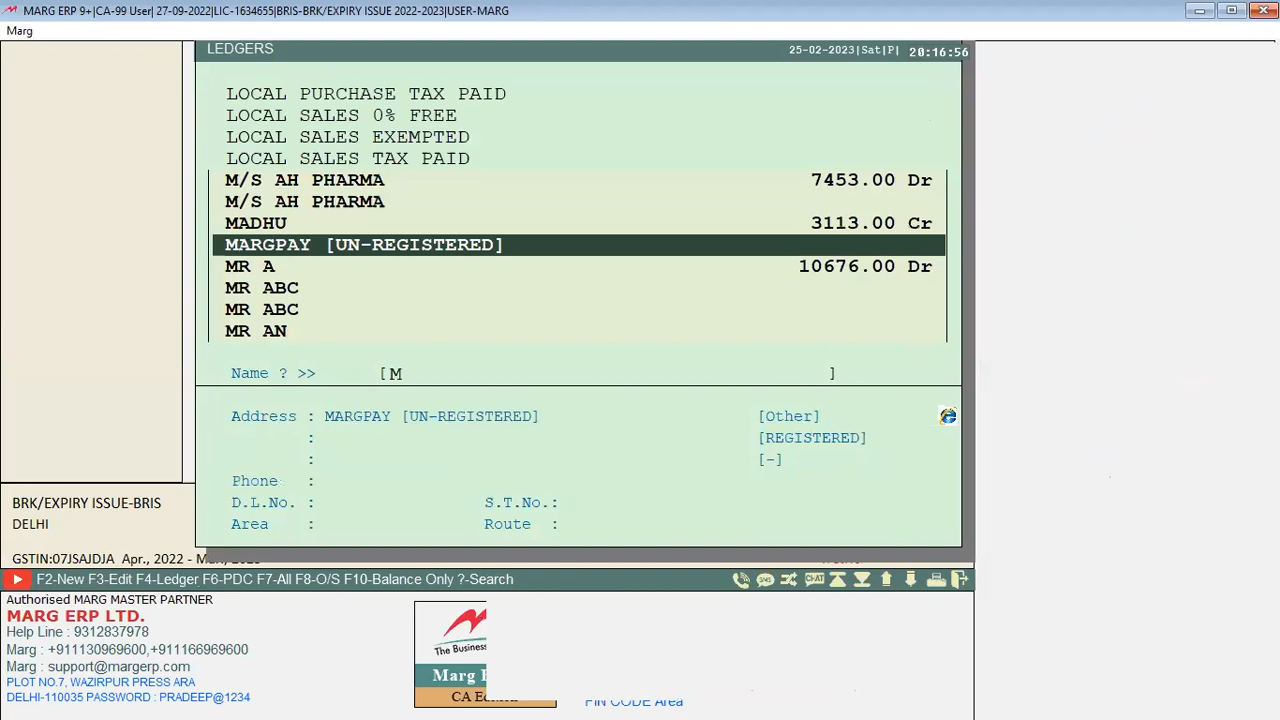 MARG ERP 9+|CA-99 User| 27-09-2022|LIC-1634655|BRIS-BRK/EXPIRY ISSUE 2022-2023|USER-MARG
Marg
LEDGERS 25-02-2023|Sat|P| 20:16:56
LOCAL PURCHASE TAX PAID
LOCAL SALES 0% FREE
LOCAL SALES EXEMPTED
LOCAL SALES TAX PAID
M/S AH PHARMA 7453.00 Dr
M/S AH PHARMA
MADHU 3113.00 Cr
MARGPAY [UN-REGISTERED]
MR A 10676.00 Dr
MR ABC
MR ABC
MR AN
Name ? >> [M ]
Address : MARGPAY [UN-REGISTERED] [Other]
: [REGISTERED]
: [-]
Phone :
D.L.No. : S.T.No.:
Area : Route :
BRK/EXPIRY ISSUE-BRIS
DELHI
GSTIN:07JSAJDJA Apr., 2022 -
F2-New F3-Edit F4-Ledger F6-PDC F7-All F8-O/S F10-Balance Only ?-Search
SMS CHAT
Authorised MARG MASTER PARTNER
MARG ERP LTD.
Help Line : 9312837978
Marg : +911130969600,+911166969600
Marg : support@margerp.com
PLOT NO.7, WAZIRPUR PRESS ARA
DELHI-110035 PASSWORD : PRADEEP@1234
The Business
Marg E
CA
PIN CODE Area